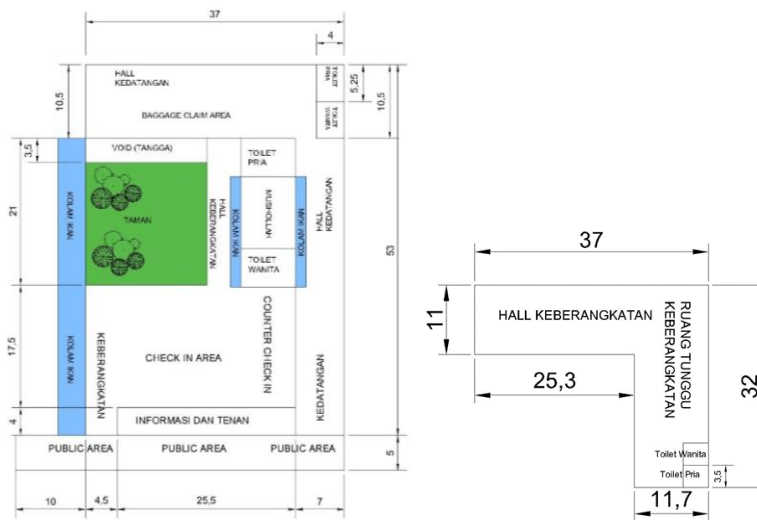 37
4
HALL
KEDATANGAN
TOILET
PRIA
5,25
10,5
10,5
BAGGAGE CLAIM AREA
TOILET
WANITA
VOID (TANGGA)
TOILET
PRIA
3,5
21
KOLAM IKAN
TAMAN
HALL
KEBERANGKATAN
KOLAM IKAN
MUSHOLLAH
KOLAM IKAN
HALL
KEDATANGAN
53
TOILET
WANITA
17,5
KOLAM IKAN
KEBERANGKATAN
CHECK IN AREA
COUNTER CHECK IN
KEDATANGAN
4
INFORMASI DAN TENAN
PUBLIC AREA
PUBLIC AREA
PUBLIC AREA
5
10
4,5
25,5
7
37
11
HALL KEBERANGKATAN
RUANG TUNGGU
KEBERANGKATAN
25,3
32
Toilet Wanita
Toilet Pria
3,5
11,7